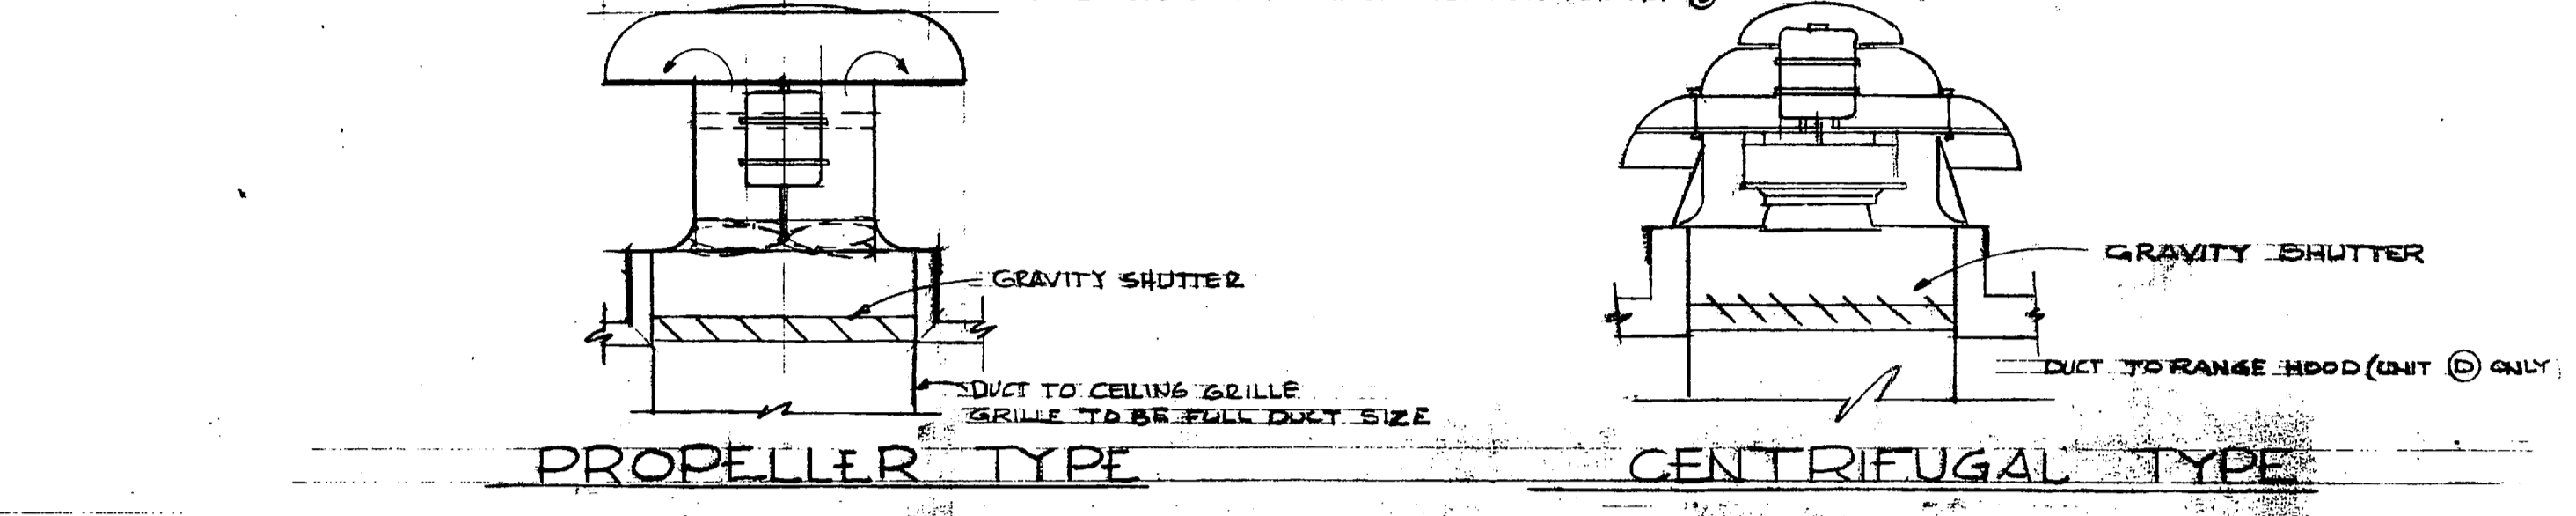 GRAVITY SHUTTER
DUCT TO CEILING GRILLE
GRILLE TO BE FULL DUCT SIZE
PROPELLER TYPE
GRAVITY SHUTTER
DUCT TO RANGE HOOD (UNIT D ONLY
CENTRIFUGAL TYPE